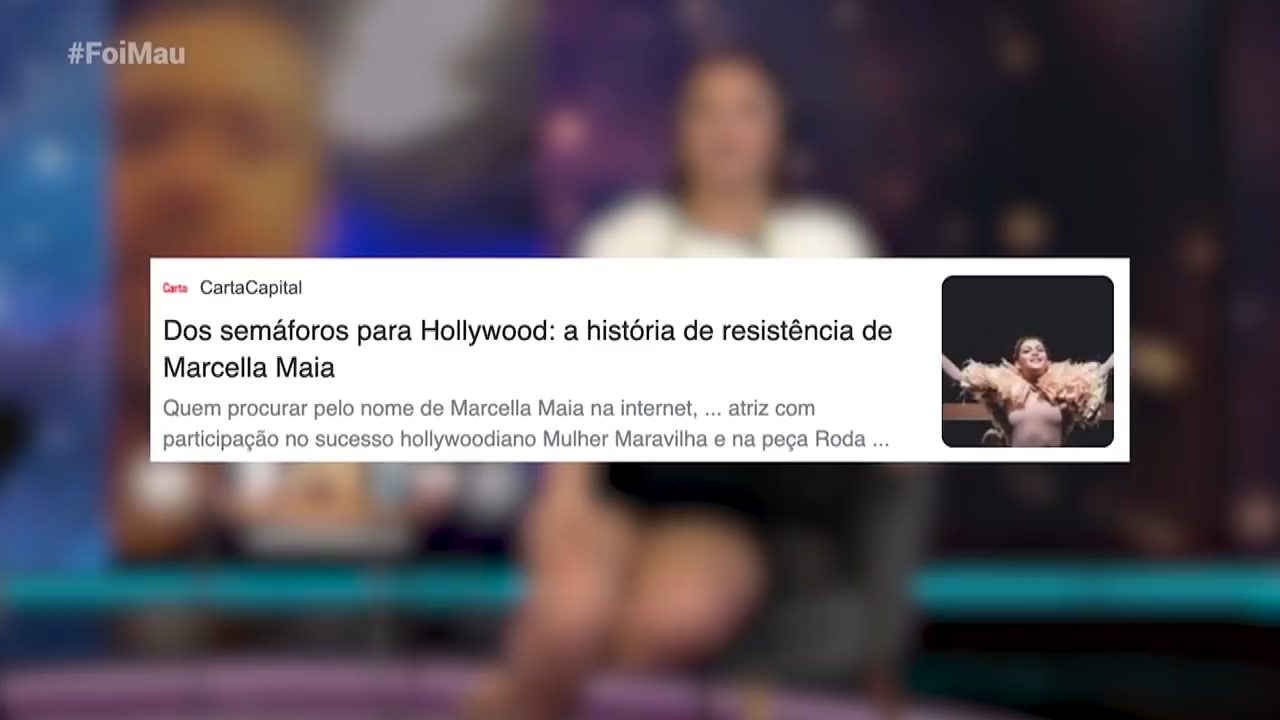 #FoiMau
Carta CartaCapital
Dos semáforos para Hollywood: a história de resistência de
Marcella Maia
Quem procurar pelo nome de Marcella Maia na internet, ... atriz com
participação no sucesso hollywoodiano Mulher Maravilha e na peça Roda ...